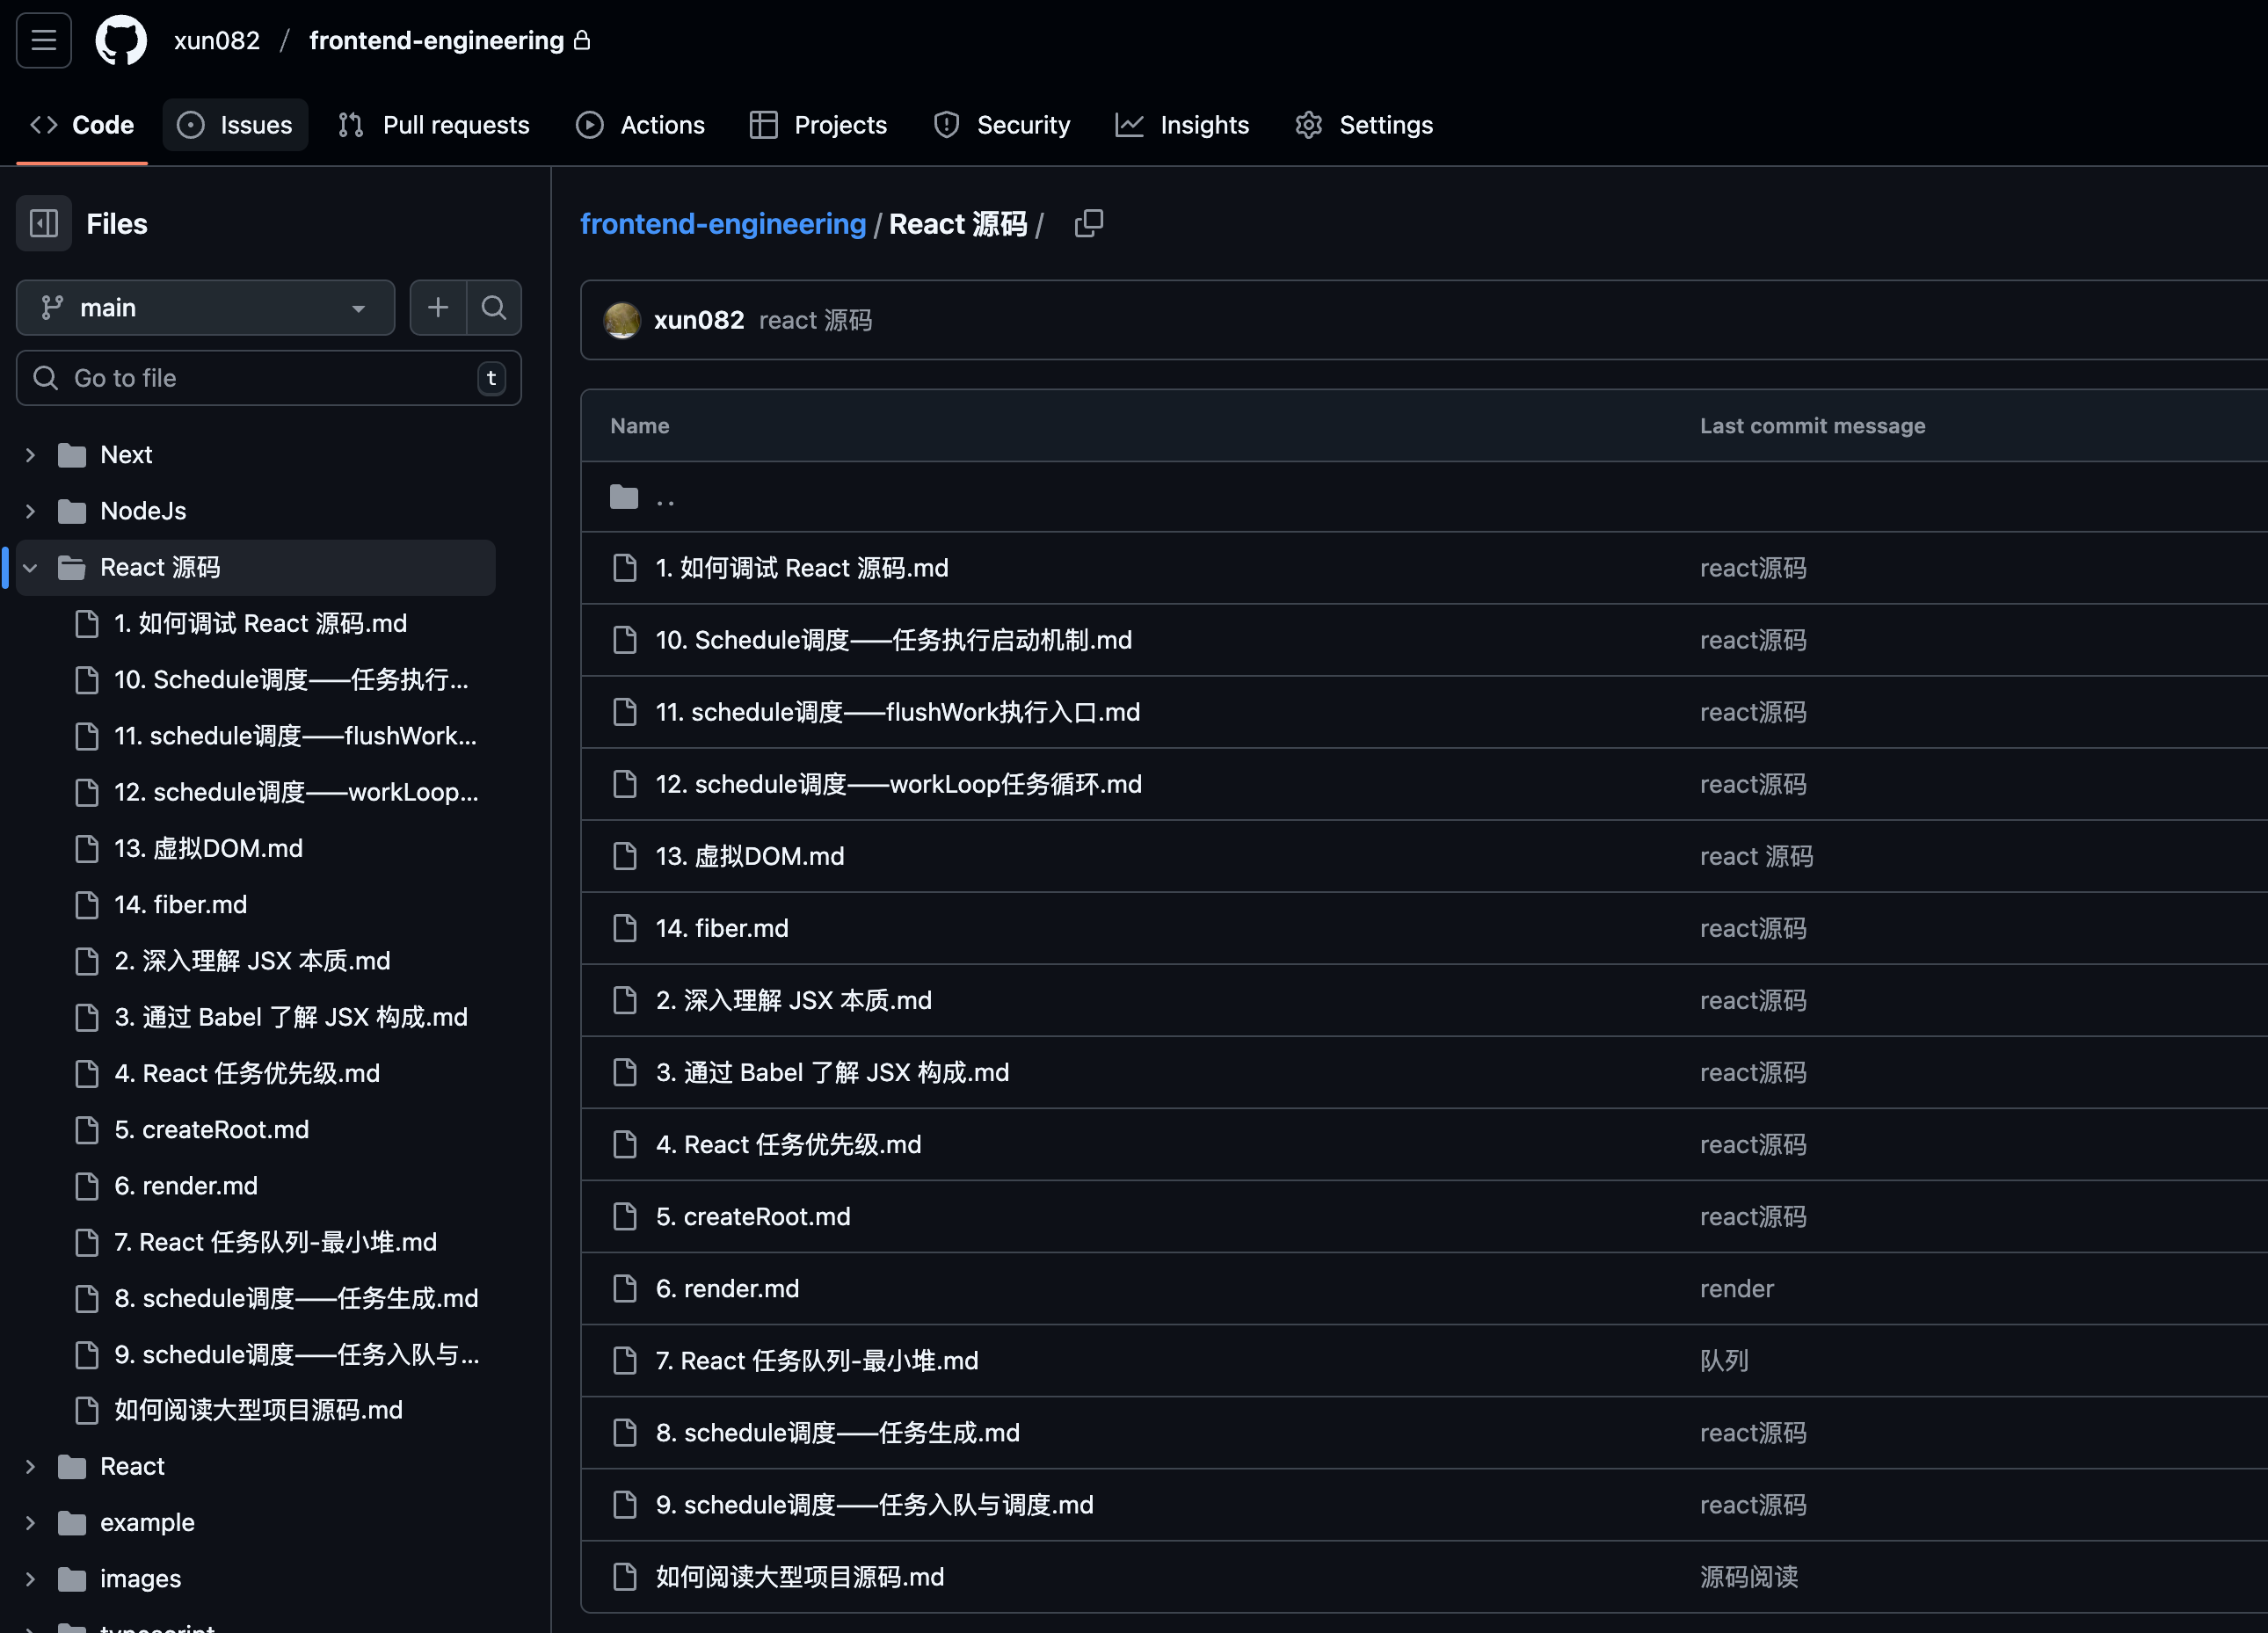 xun082 / frontend-engineering
Code Issues Pull requests Actions Projects Security Insights Settings
Files
main
Go to file t
Next
NodeJs
React 源码
1. 如何调试 React 源码.md
10. Schedule调度——任务执行...
11. schedule调度——flushWork...
12. schedule调度——workLoop...
13. 虚拟DOM.md
14. fiber.md
2. 深入理解 JSX 本质.md
3. 通过 Babel 了解 JSX 构成.md
4. React 任务优先级.md
5. createRoot.md
6. render.md
7. React 任务队列-最小堆.md
8. schedule调度——任务生成.md
9. schedule调度——任务入队与...
如何阅读大型项目源码.md
React
example
images
typescript
frontend-engineering / React 源码 /
xun082 react 源码
Name Last commit message
..
1. 如何调试 React 源码.md react源码
10. Schedule调度——任务执行启动机制.md react源码
11. schedule调度——flushWork执行入口.md react源码
12. schedule调度——workLoop任务循环.md react源码
13. 虚拟DOM.md react 源码
14. fiber.md react源码
2. 深入理解 JSX 本质.md react源码
3. 通过 Babel 了解 JSX 构成.md react源码
4. React 任务优先级.md react源码
5. createRoot.md react源码
6. render.md render
7. React 任务队列-最小堆.md 队列
8. schedule调度——任务生成.md react源码
9. schedule调度——任务入队与调度.md react源码
如何阅读大型项目源码.md 源码阅读